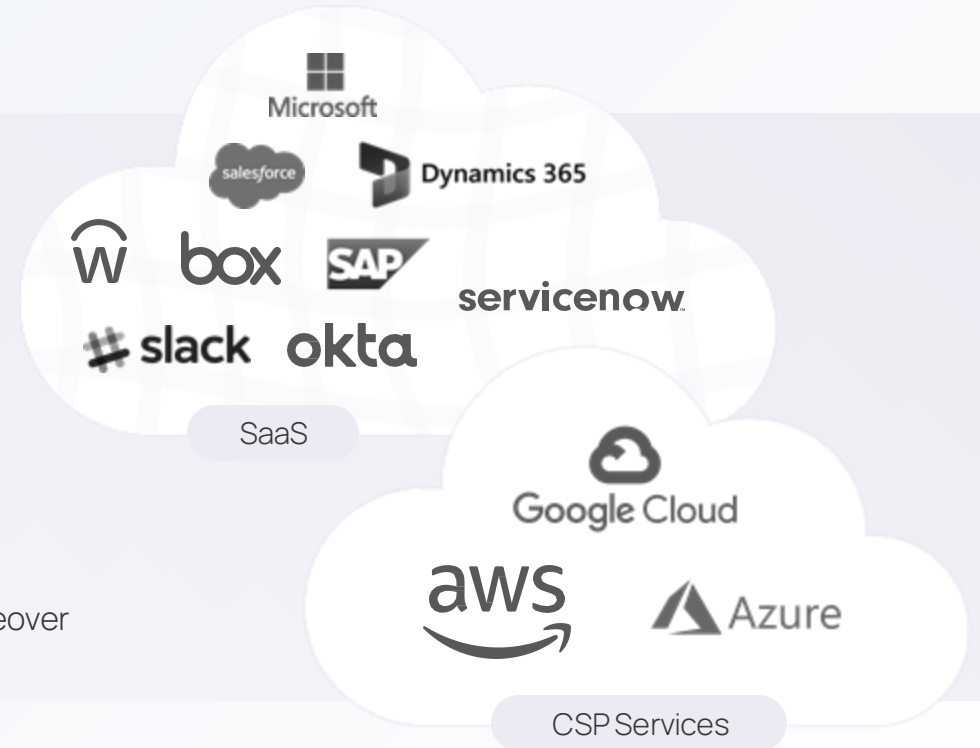 Microsoft
salesforce
Dynamics 365
w
box
SAP
servicenow
slack
okta
SaaS
Google Cloud
aws
Azure
eover
CSP Services